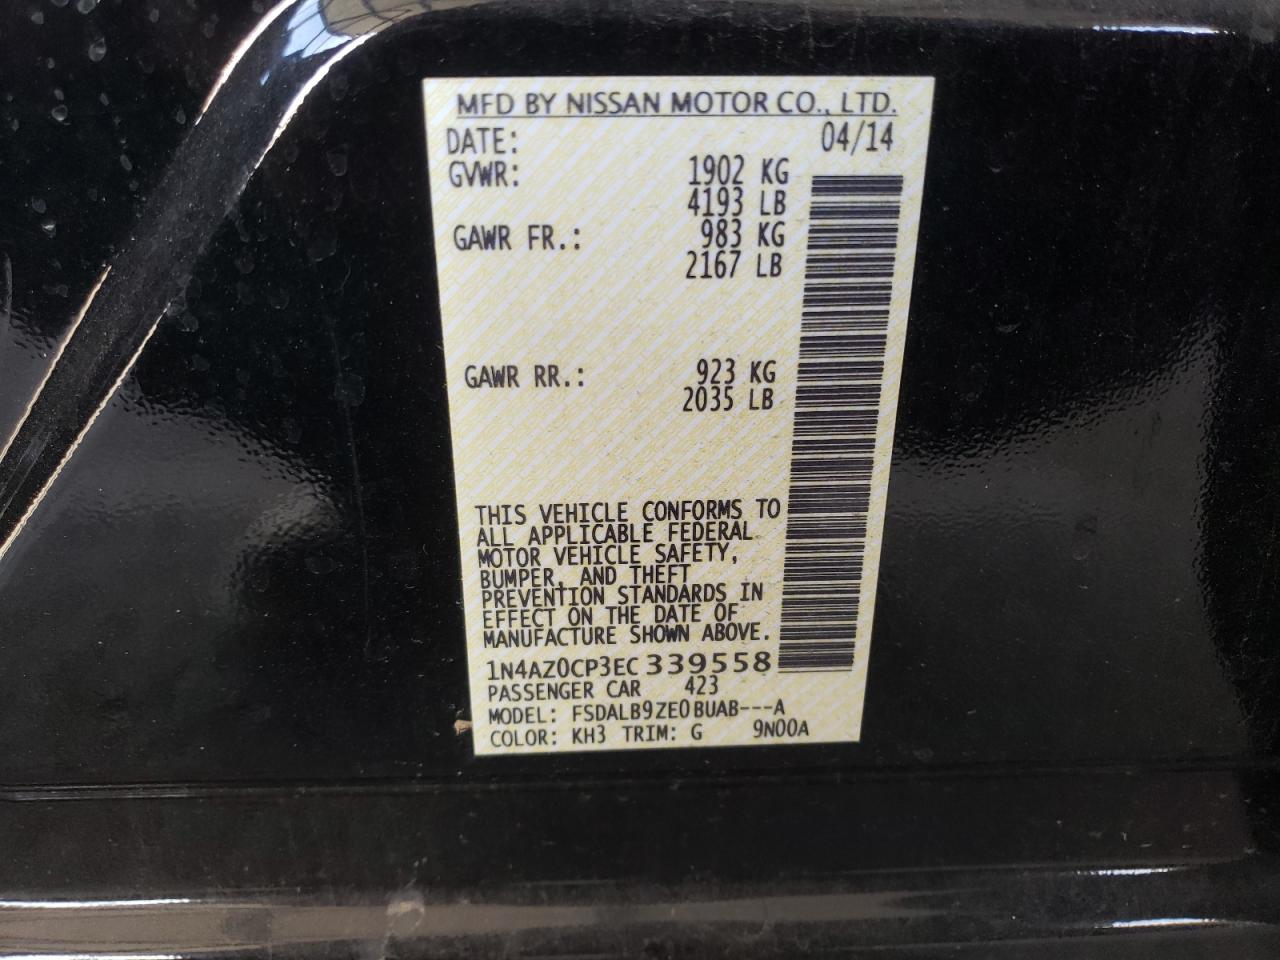 MFD BY NISSAN MOTOR CO., LTD.
DATE: 04/14
GVWR: 1902 KG
4193 LB
GAWR FR.: 983 KG
2167 LB
GAWR RR.: 923 KG
2035 LB
THIS VEHICLE CONFORMS TO
ALL APPLICABLE FEDERAL
MOTOR VEHICLE SAFETY,
BUMPER, AND THEFT
PREVENTION STANDARDS IN
EFFECT ON THE DATE OF
MANUFACTURE SHOWN ABOVE.
1N4AZ0CP3EC339558
PASSENGER CAR 423
MODEL: FSDALB9ZE0BUAB---A
COLOR: KH3 TRIM: G 9N00A